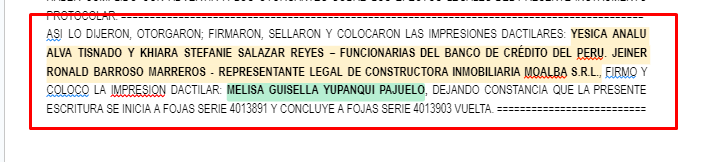 PROTOCOLAR. ==========================================================================
ASI LO DIJERON, OTORGARON; FIRMARON, SELLARON Y COLOCARON LAS IMPRESIONES DACTILARES: YESICA ANALU
ALVA TISNADO Y KHIARA STEFANIE SALAZAR REYES – FUNCIONARIAS DEL BANCO DE CRÉDITO DEL PERU. JEINER
RONALD BARROSO MARREROS - REPRESENTANTE LEGAL DE CONSTRUCTORA INMOBILIARIA MOALBA S.R.L., FIRMO Y
COLOCO LA IMPRESION DACTILAR: MELISA GUISELLA YUPANQUI PAJUELO, DEJANDO CONSTANCIA QUE LA PRESENTE
ESCRITURA SE INICIA A FOJAS SERIE 4013891 Y CONCLUYE A FOJAS SERIE 4013903 VUELTA. ==========================